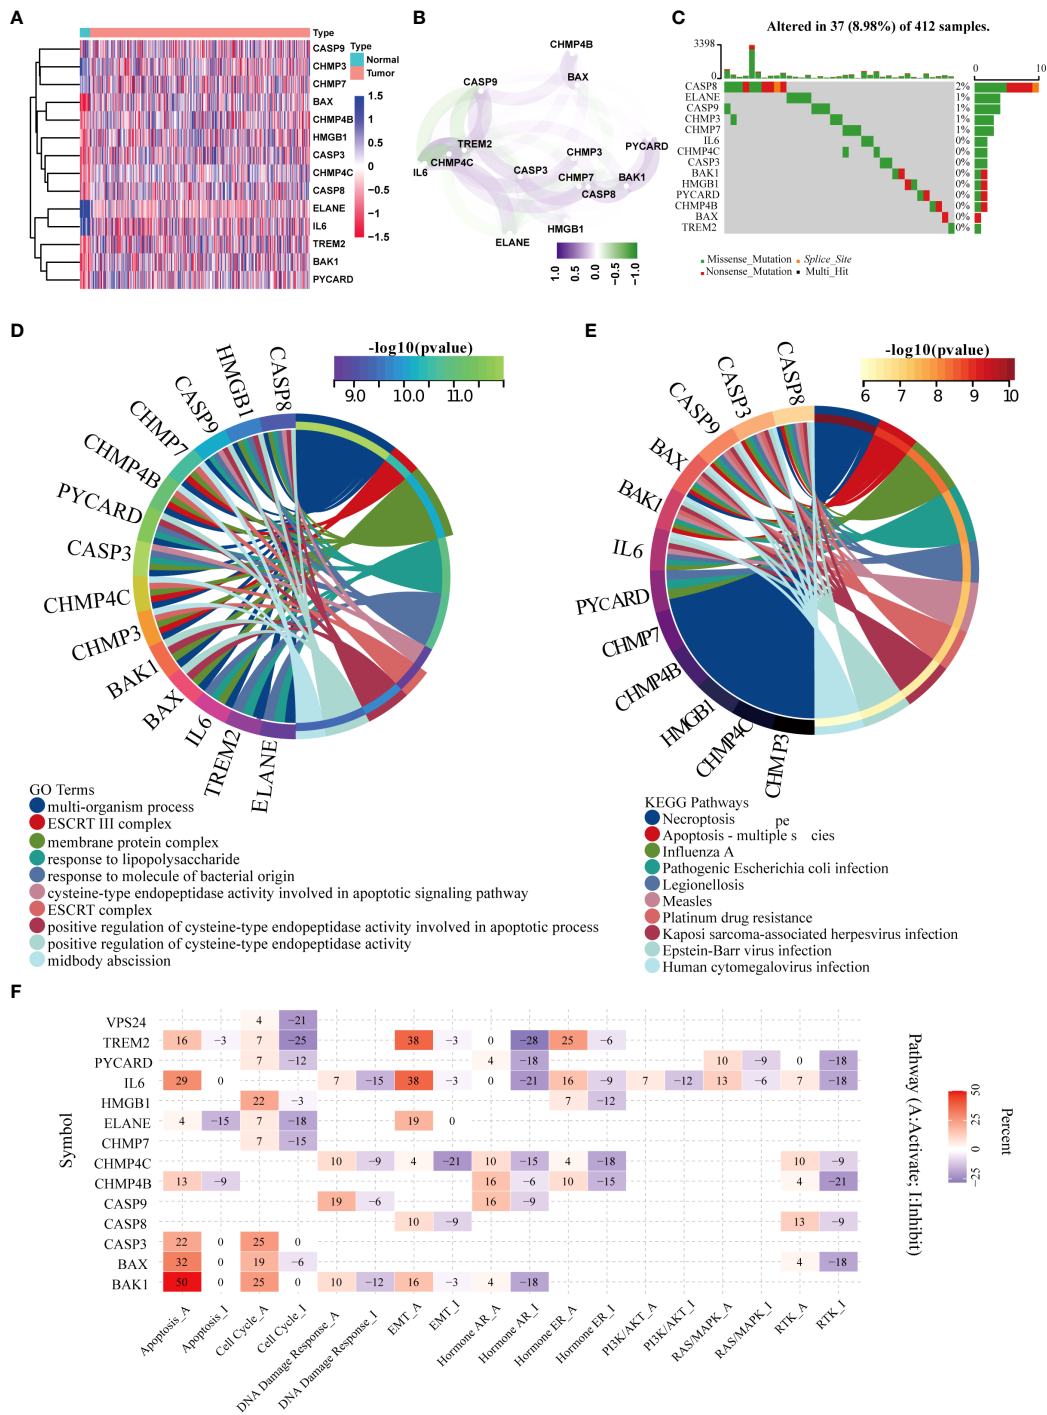 A
Type
CASP9
CHMP3
CHMP7
BAX
CHMP4B
HMGB1
CASP3
CHMP4C
CASP8
ELANE
IL6
TREM2
BAK1
PYCARD
Type
Normal
Tumor
1.5
1
0.5
0
−0.5
−1
−1.5
B
CHMP4B
BAX
CASP9
TREM2
CHMP4C
IL6
CASP3
CHMP3
PYCARD
CHMP7
BAK1
CASP8
ELANE
HMGB1
1.0
0.5
0.0
−0.5
−1.0
C
Altered in 37 (8.98%) of 412 samples.
3398
0
0 10
CASP8 2%
ELANE 1%
CASP9 1%
CHMP3 1%
CHMP7 1%
IL6 0%
CHMP4C 0%
CASP3 0%
BAK1 0%
HMGB1 0%
PYCARD 0%
CHMP4B 0%
BAX 0%
TREM2 0%
Missense_Mutation Splice_Site
Nonsense_Mutation Multi_Hit
D
-log10(pvalue)
9.0 10.0 11.0
CASP8
HMGB1
CASP9
CHMP7
CHMP4B
PYCARD
CASP3
CHMP4C
CHMP3
BAK1
BAX
IL6
TREM2
ELANE
GO Terms
multi-organism process
ESCRT III complex
membrane protein complex
response to lipopolysaccharide
response to molecule of bacterial origin
cysteine-type endopeptidase activity involved in apoptotic signaling pathway
ESCRT complex
positive regulation of cysteine-type endopeptidase activity involved in apoptotic process
positive regulation of cysteine-type endopeptidase activity
midbody abscission
E
-log10(pvalue)
6 7 8 9 10
CASP8
CASP3
CASP9
BAX
BAK1
IL6
PYCARD
CHMP7
CHMP4B
HMGB1
CHMP4C
CHMP3
KEGG Pathways
Necroptosis pe
Apoptosis - multiple s cies
Influenza A
Pathogenic Escherichia coli infection
Legionellosis
Measles
Platinum drug resistance
Kaposi sarcoma-associated herpesvirus infection
Epstein-Barr virus infection
Human cytomegalovirus infection
F
Symbol
VPS24 4 −21
TREM2 16 −3 7 −25 38 −3 0 −28 25 −6
PYCARD 7 −12 4 −18 10 −9 0 −18
IL6 29 0 7 −15 38 −3 0 −21 16 −9 7 −12 13 −6 7 −18
HMGB1 22 −3 7 −12
ELANE 4 −15 7 −18 19 0
CHMP7 7 −15
CHMP4C 10 −9 4 −21 10 −15 4 −18 10 −9
CHMP4B 13 −9 16 −6 10 −15 4 −21
CASP9 19 −6 16 −9
CASP8 10 −9 13 −9
CASP3 22 0 25 0
BAX 32 0 19 −6 4 −18
BAK1 50 0 25 0 10 −12 16 −3 4 −18
Apoptosis_A
Apoptosis_I
Cell Cycle_A
Cell Cycle_I
DNA Damage Response_A
DNA Damage Response_I
EMT_A
EMT_I
Hormone AR_A
Hormone AR_I
Hormone ER_A
Hormone ER_I
PI3K/AKT_A
PI3K/AKT_I
RAS/MAPK_A
RAS/MAPK_I
RTK_A
RTK_I
Pathway (A:Activate; I:Inhibit)
50
25
0
−25
Percent